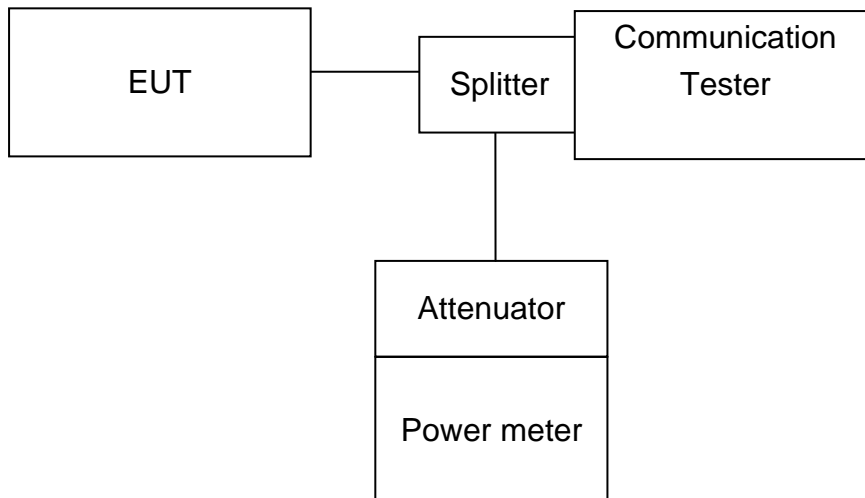 EUT
Splitter
Communication
Tester
Attenuator
Power meter